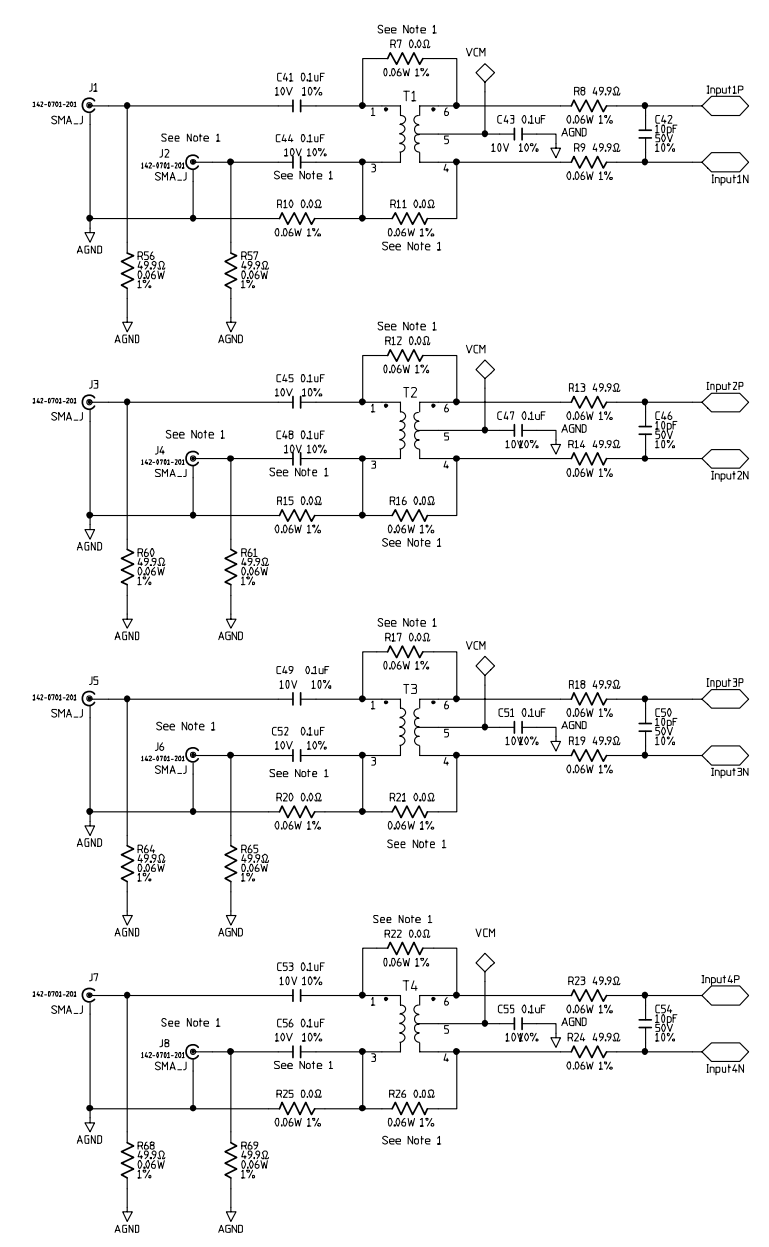 See Note 1
R7 0.0Ω
0.06W 1%
VCM
C41 0.1uF
10V 10%
J1
142-0701-201
SMA_J
T1
1
6
5
3
4
R8 49.9Ω
0.06W 1%
Input1P
C43 0.1uF
10V 10%
AGND
C42
10pF
50V
10%
See Note 1
J2
142-0701-201
SMA_J
C44 0.1uF
10V 10%
See Note 1
R9 49.9Ω
0.06W 1%
Input1N
R10 0.0Ω
0.06W 1%
R11 0.0Ω
0.06W 1%
See Note 1
AGND
R56
49.9Ω
0.06W
1%
R57
49.9Ω
0.06W
1%
AGND
AGND
See Note 1
R12 0.0Ω
0.06W 1%
VCM
C45 0.1uF
10V 10%
J3
142-0701-201
SMA_J
T2
1
6
5
3
4
R13 49.9Ω
0.06W 1%
Input2P
C47 0.1uF
10V10%
AGND
C46
10pF
50V
10%
See Note 1
J4
142-0701-201
SMA_J
C48 0.1uF
10V 10%
See Note 1
R14 49.9Ω
0.06W 1%
Input2N
R15 0.0Ω
0.06W 1%
R16 0.0Ω
0.06W 1%
See Note 1
AGND
R60
49.9Ω
0.06W
1%
R61
49.9Ω
0.06W
1%
AGND
AGND
See Note 1
R17 0.0Ω
0.06W 1%
VCM
C49 0.1uF
10V 10%
J5
142-0701-201
SMA_J
T3
1
6
5
3
4
R18 49.9Ω
0.06W 1%
Input3P
C51 0.1uF
10V10%
AGND
C50
10pF
50V
10%
See Note 1
J6
142-0701-201
SMA_J
C52 0.1uF
10V 10%
See Note 1
R19 49.9Ω
0.06W 1%
Input3N
R20 0.0Ω
0.06W 1%
R21 0.0Ω
0.06W 1%
See Note 1
AGND
R64
49.9Ω
0.06W
1%
R65
49.9Ω
0.06W
1%
AGND
AGND
See Note 1
R22 0.0Ω
0.06W 1%
VCM
C53 0.1uF
10V 10%
J7
142-0701-201
SMA_J
T4
1
6
5
3
4
R23 49.9Ω
0.06W 1%
Input4P
C55 0.1uF
10V10%
AGND
C54
10pF
50V
10%
See Note 1
J8
142-0701-201
SMA_J
C56 0.1uF
10V 10%
See Note 1
R24 49.9Ω
0.06W 1%
Input4N
R25 0.0Ω
0.06W 1%
R26 0.0Ω
0.06W 1%
See Note 1
AGND
R68
49.9Ω
0.06W
1%
R69
49.9Ω
0.06W
1%
AGND
AGND